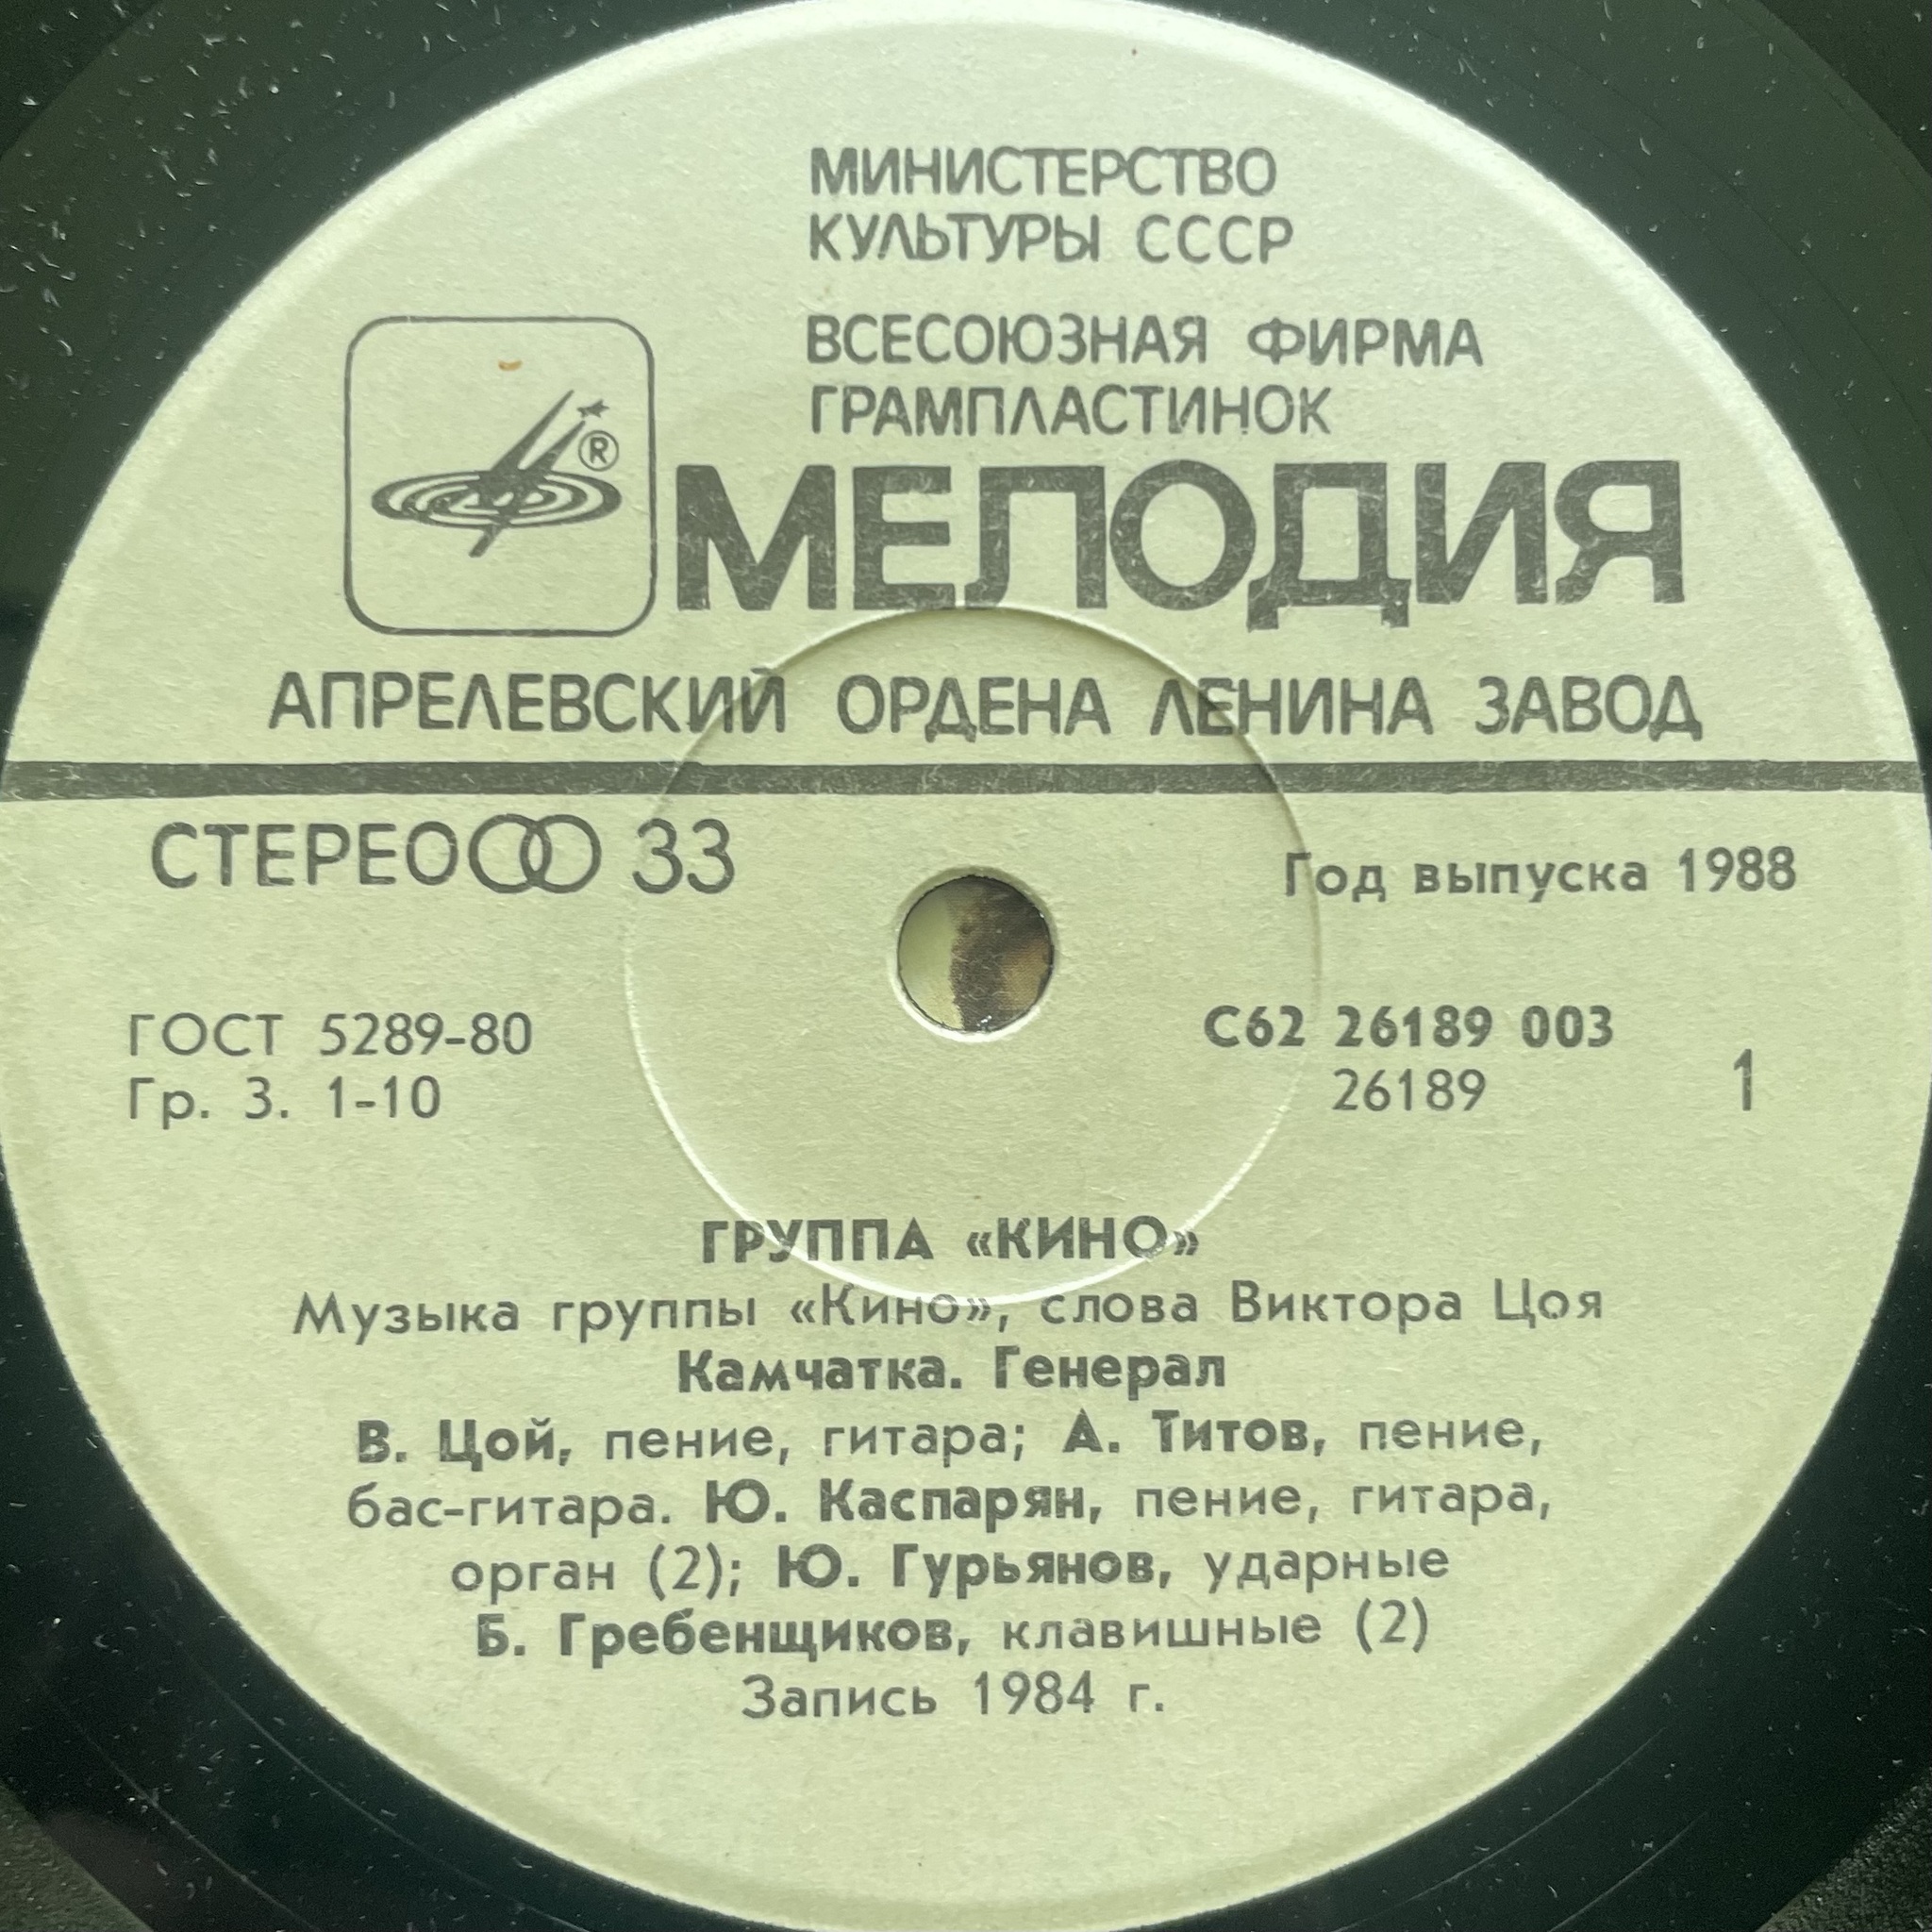 МИНИСТЕРСТВО
КУЛЬТУРЫ СССР
ВСЕСОЮЗНАЯ ФИРМА
ГРАМПЛАСТИНОК
®
МЕЛОДИЯ
АПРЕЛЕВСКИЙ ОРДЕНА ЛЕНИНА ЗАВОД
СТЕРЕО 33
Год выпуска 1988
ГОСТ 5289-80
Гр. 3. 1-10
С62 26189 003
26189
1
ГРУППА «КИНО»
Музыка группы «Кино», слова Виктора Цоя
Камчатка. Генерал
В. Цой, пение, гитара; А. Титов, пение,
бас-гитара. Ю. Каспарян, пение, гитара,
орган (2); Ю. Гурьянов, ударные
Б. Гребенщиков, клавишные (2)
Запись 1984 г.